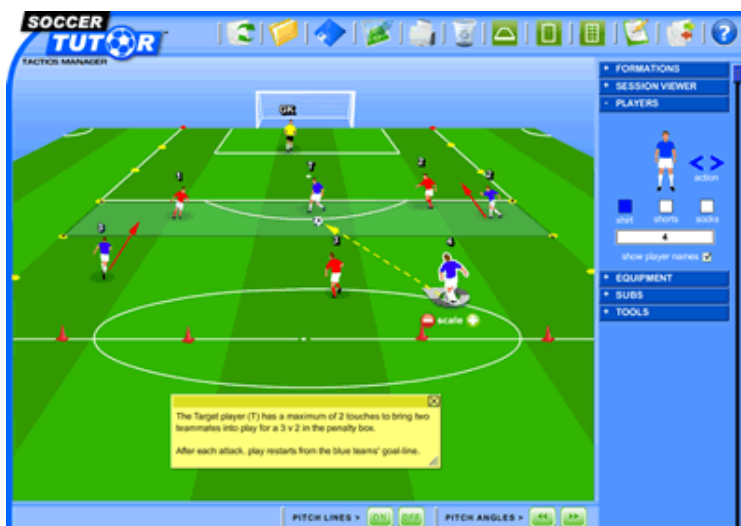 SOCCER
TUTOR™
TACTICS MANAGER
+ FORMATIONS
+ SESSION VIEWER
- PLAYERS
action
shirt shorts socks
4
show player names
+ EQUIPMENT
+ SUBS
+ TOOLS
GK
1
T
2
2
3
3
4
scale
The Target player (T) has a maximum of 2 touches to bring two
teammates into play for a 3 v 2 in the penalty box.
After each attack, play restarts from the blue teams' goal-line.
PITCH LINES > ON OFF PITCH ANGLES > << >>